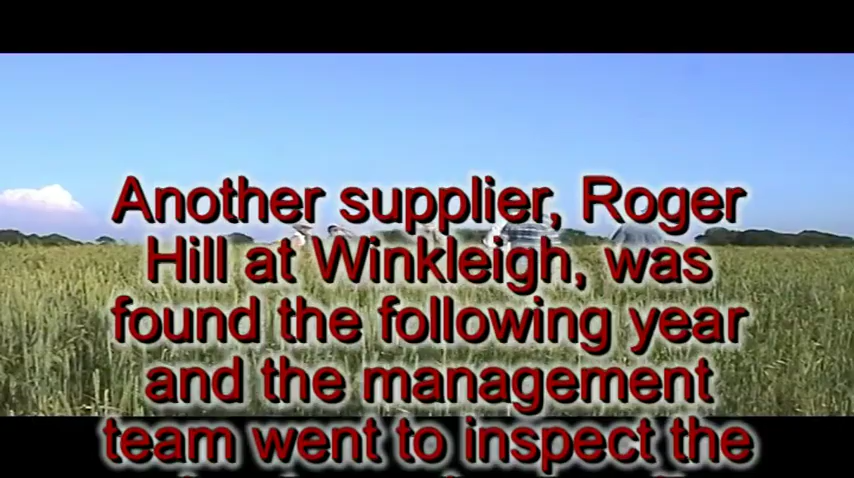 Another supplier, Roger
Hill at Winkleigh, was
found the following year
and the management
team went to inspect the